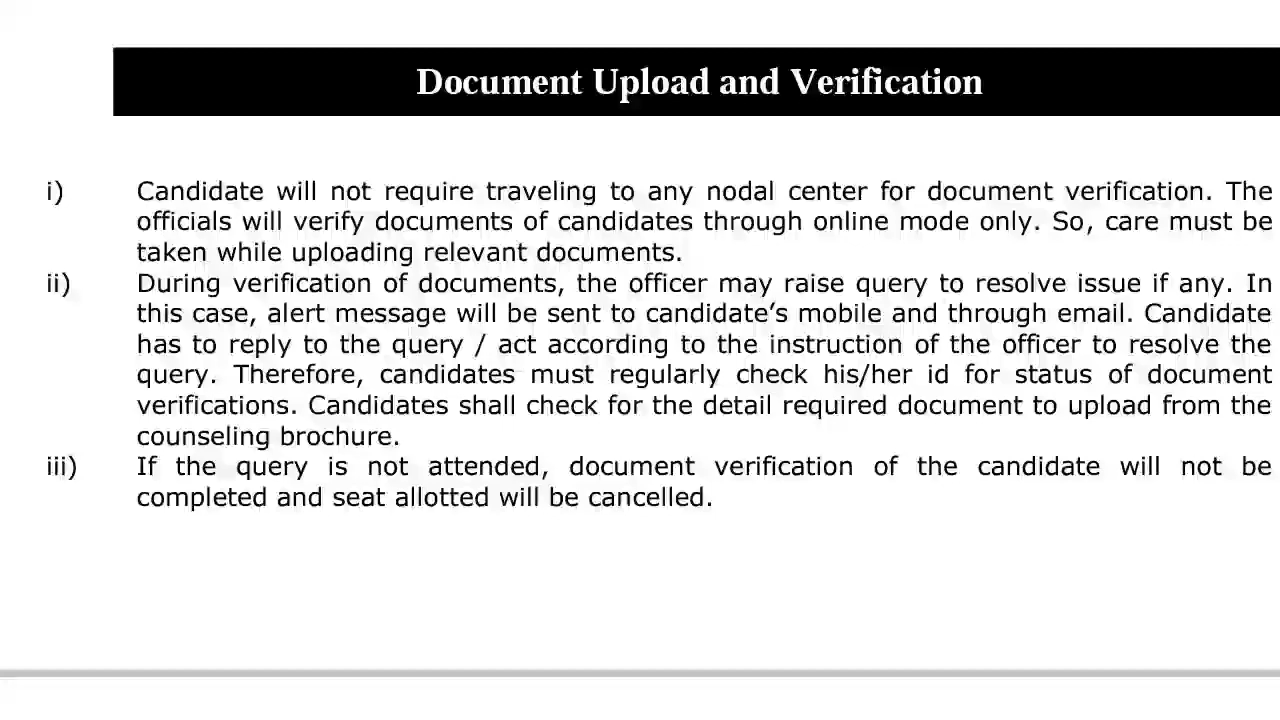 Document Upload and Verification
i) Candidate will not require traveling to any nodal center for document verification. The
officials will verify documents of candidates through online mode only. So, care must be
taken while uploading relevant documents.
ii) During verification of documents, the officer may raise query to resolve issue if any. In
this case, alert message will be sent to candidate’s mobile and through email. Candidate
has to reply to the query / act according to the instruction of the officer to resolve the
query. Therefore, candidates must regularly check his/her id for status of document
verifications. Candidates shall check for the detail required document to upload from the
counseling brochure.
iii) If the query is not attended, document verification of the candidate will not be
completed and seat allotted will be cancelled.